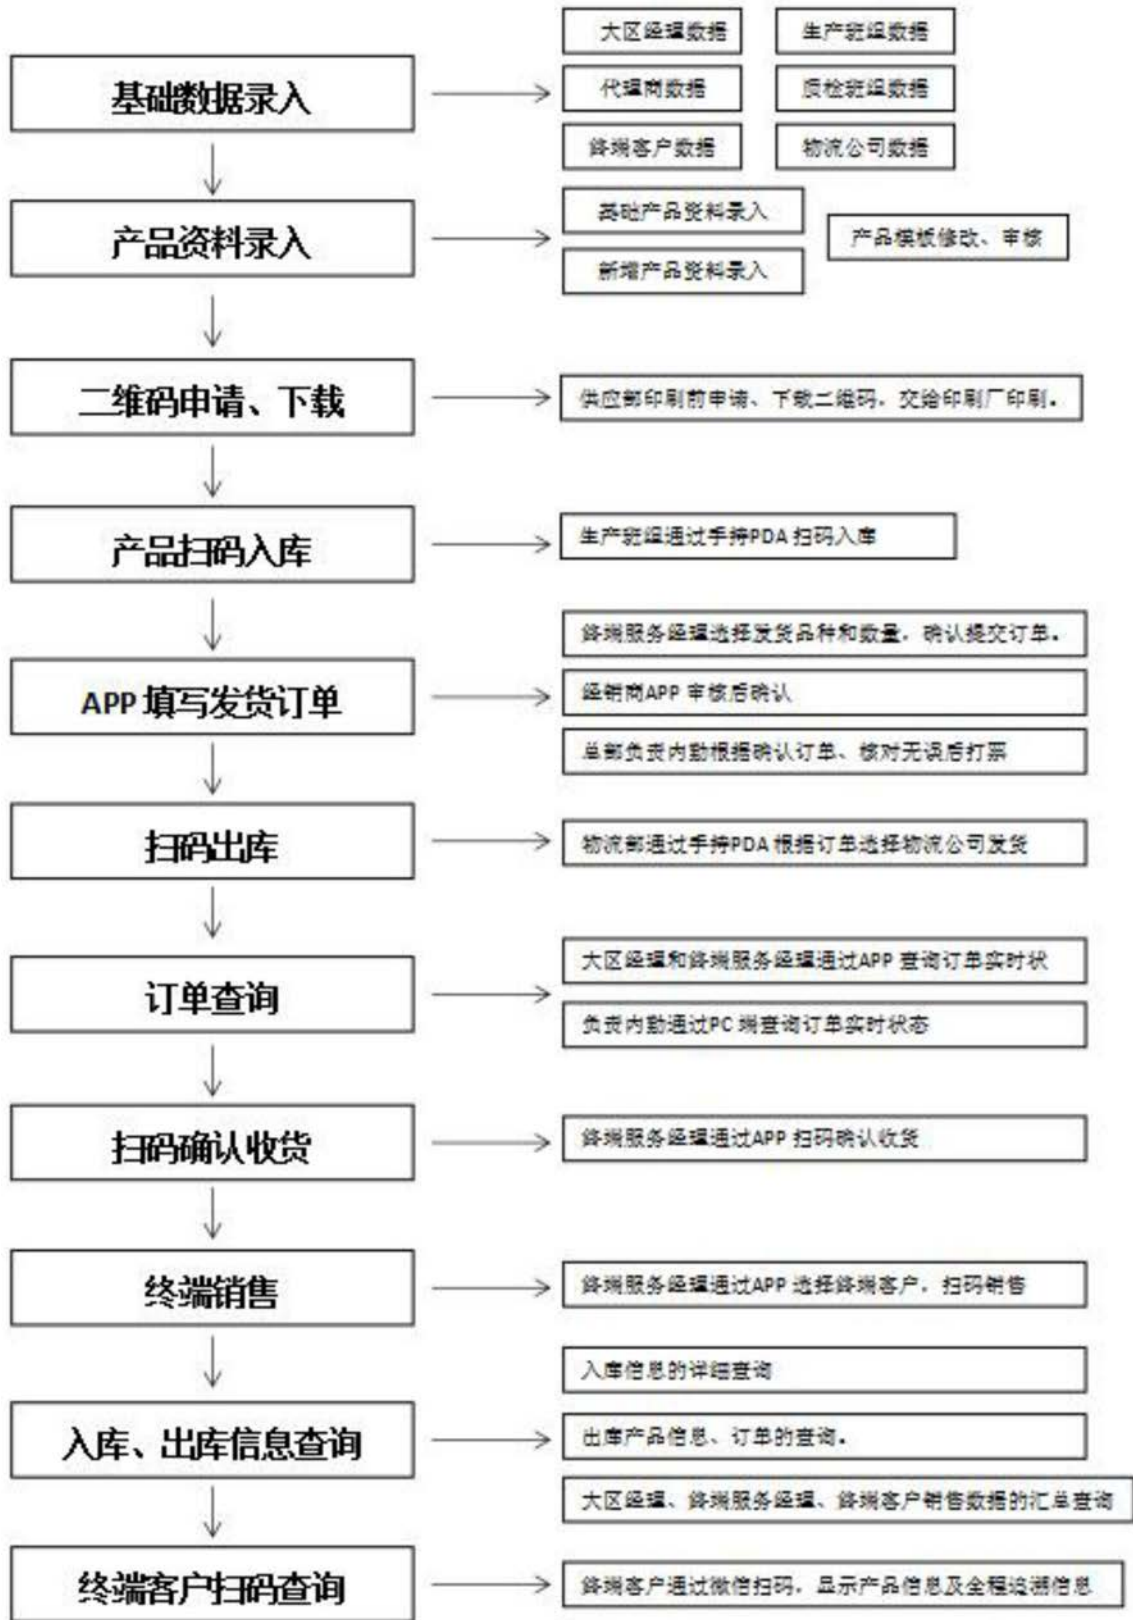 基础数据录入
大区经理数据
生产班组数据
代理商数据
质检班组数据
终端客户数据
物流公司数据
产品资料录入
基础产品资料录入
新增产品资料录入
产品模板修改、审核
二维码申请、下载
供应部印刷前申请、下载二维码，交给印刷厂印刷。
产品扫码入库
生产班组通过手持PDA 扫码入库
APP 填写发货订单
终端服务经理选择发货品种和数量，确认提交订单。
经销商APP 审核后确认
总部负责内勤根据确认订单、核对无误后打票
扫码出库
物流部通过手持PDA 根据订单选择物流公司发货
订单查询
大区经理和终端服务经理通过APP 查询订单实时状
负责内勤通过PC 端查询订单实时状态
扫码确认收货
终端服务经理通过APP 扫码确认收货
终端销售
终端服务经理通过APP 选择终端客户，扫码销售
入库、出库信息查询
入库信息的详细查询
出库产品信息、订单的查询。
大区经理、终端服务经理、终端客户销售数据的汇总查询
终端客户扫码查询
终端客户通过微信扫码，显示产品信息及全程追溯信息